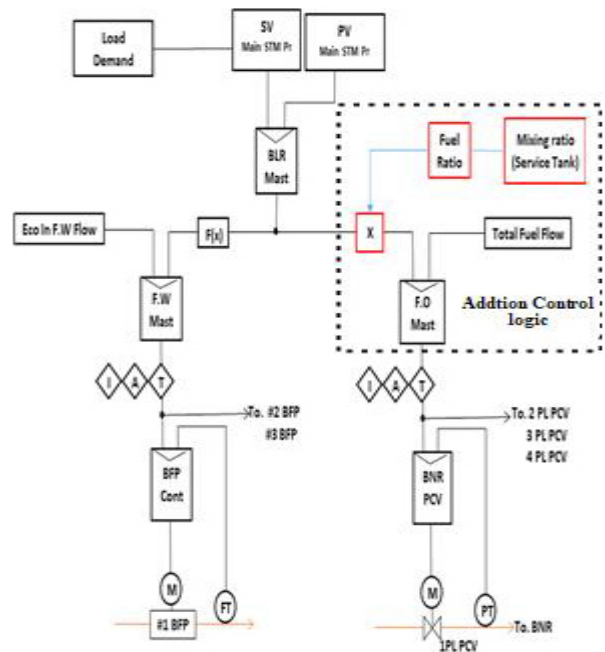 Load
Demand
SV
Main STM Pr
PV
Main STM Pr
BLR
Mast
Fuel
Ratio
Mixing ratio
(Service Tank)
Eco In F.W Flow
F(x)
X
Total Fuel Flow
F.W
Mast
F.O
Mast
Addtion Control
logic
I
A
T
I
A
T
To. #2 BFP
#3 BFP
To. 2 PL PCV
3 PL PCV
4 PL PCV
BFP
Cont
BNR
PCV
M
FT
M
PT
#1 BFP
To. BNR
1PL PCV